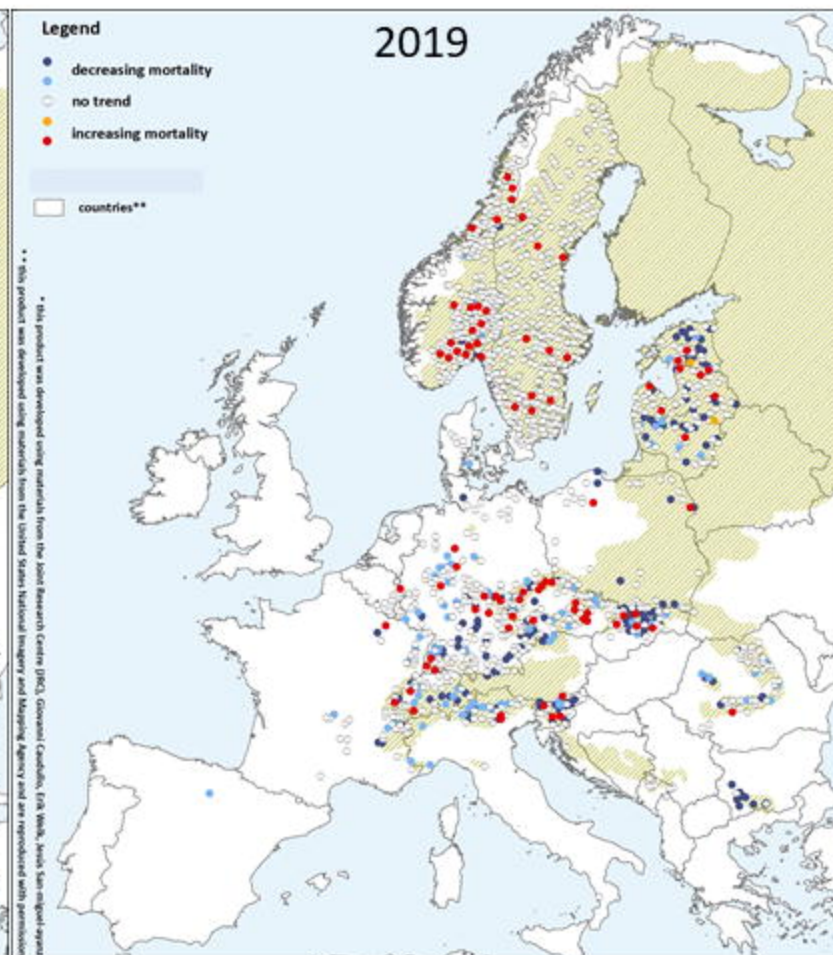 Legend
2019
decreasing mortality
no trend
increasing mortality
countries**
* this product was developed using materials from the Joint Research Centre (JRC), Giovanni Caudullo, Erik Welk, Jesús San-miguel-ayanz
** this product was developed using materials from the United States National Imagery and Mapping Agency and are reproduced with permission